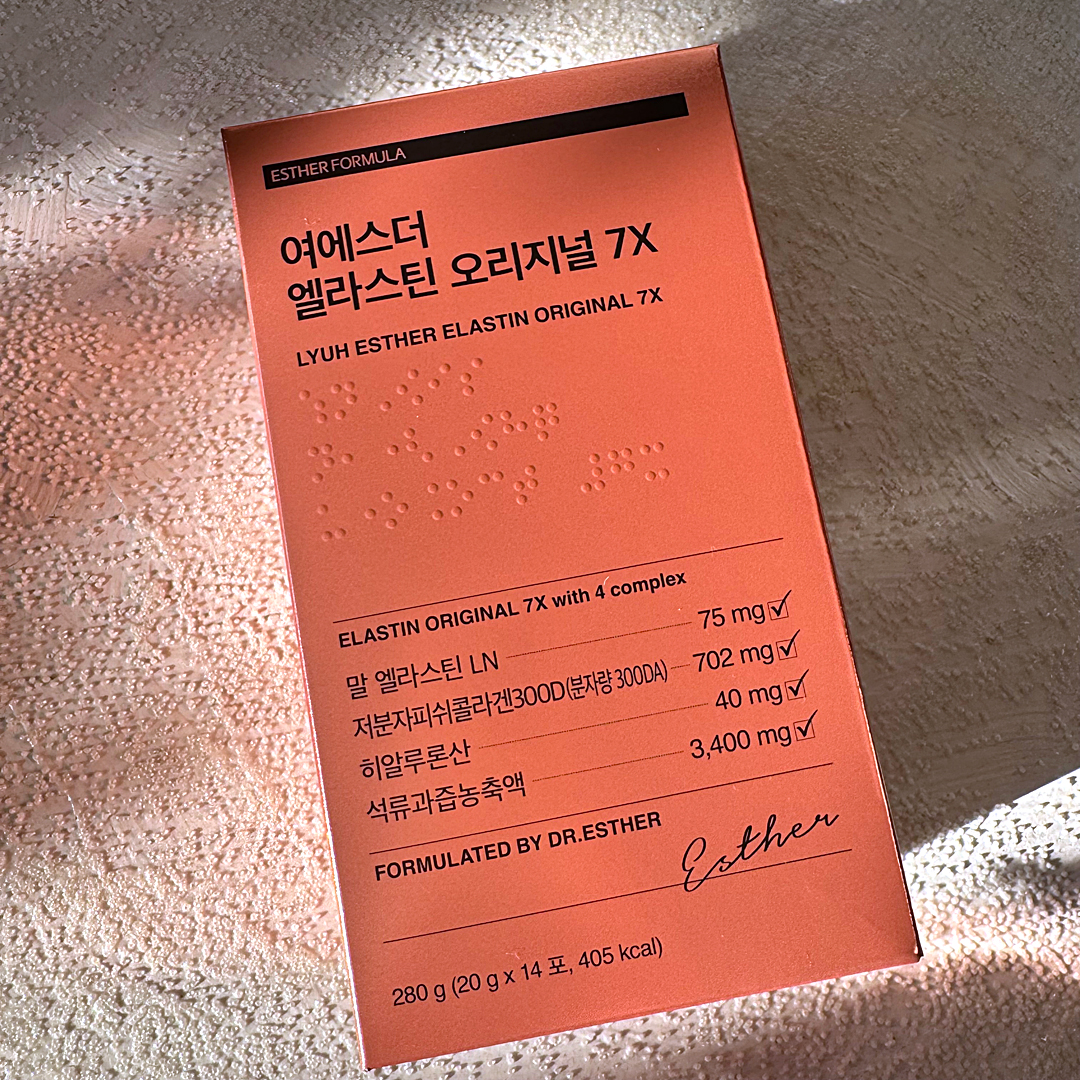 ESTHER FORMULA
여에스더
엘라스틴 오리지널 7X
LYUH ESTHER ELASTIN ORIGINAL 7X
ELASTIN ORIGINAL 7X with 4 complex
말 엘라스틴 LN 75 mg
저분자피쉬콜라겐300D(분자량 300DA) 702 mg
히알루론산 40 mg
석류과즙농축액 3,400 mg
FORMULATED BY DR.ESTHER
Esther
280 g (20 g x 14 포, 405 kcal)